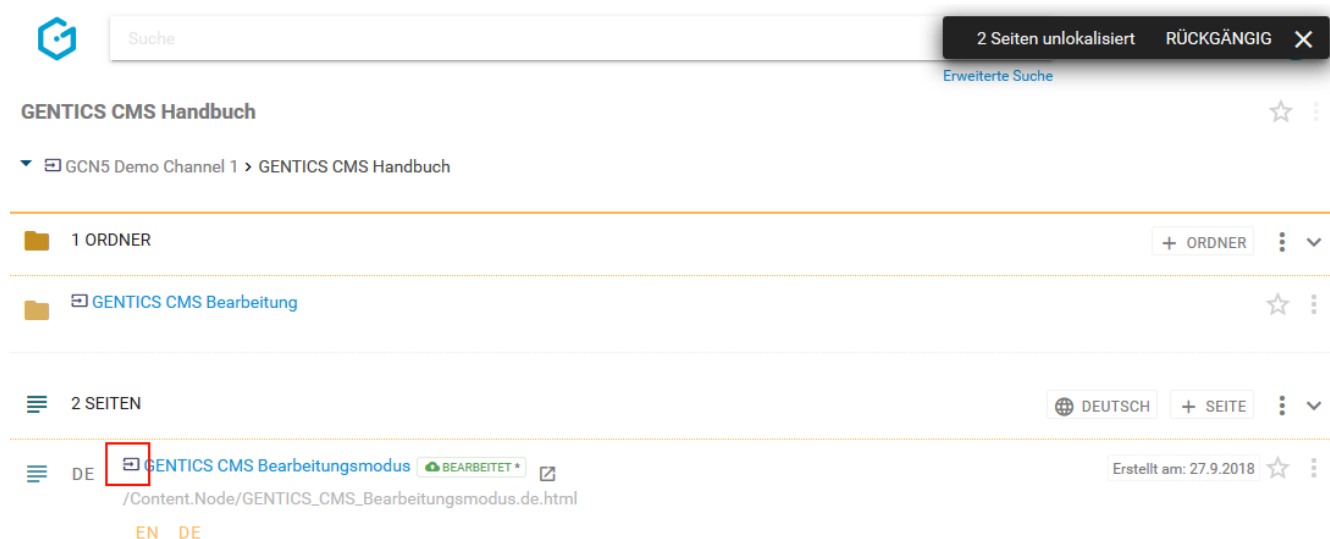 Suche
2 Seiten unlokalisiert RÜCKGÄNGIG
Erweiterte Suche
GENTICS CMS Handbuch
GCN5 Demo Channel 1 > GENTICS CMS Handbuch
1 ORDNER + ORDNER
GENTICS CMS Bearbeitung
2 SEITEN DEUTSCH + SEITE
DE GENTICS CMS Bearbeitungsmodus BEARBEITET * Erstellt am: 27.9.2018
/Content.Node/GENTICS_CMS_Bearbeitungsmodus.de.html
EN DE